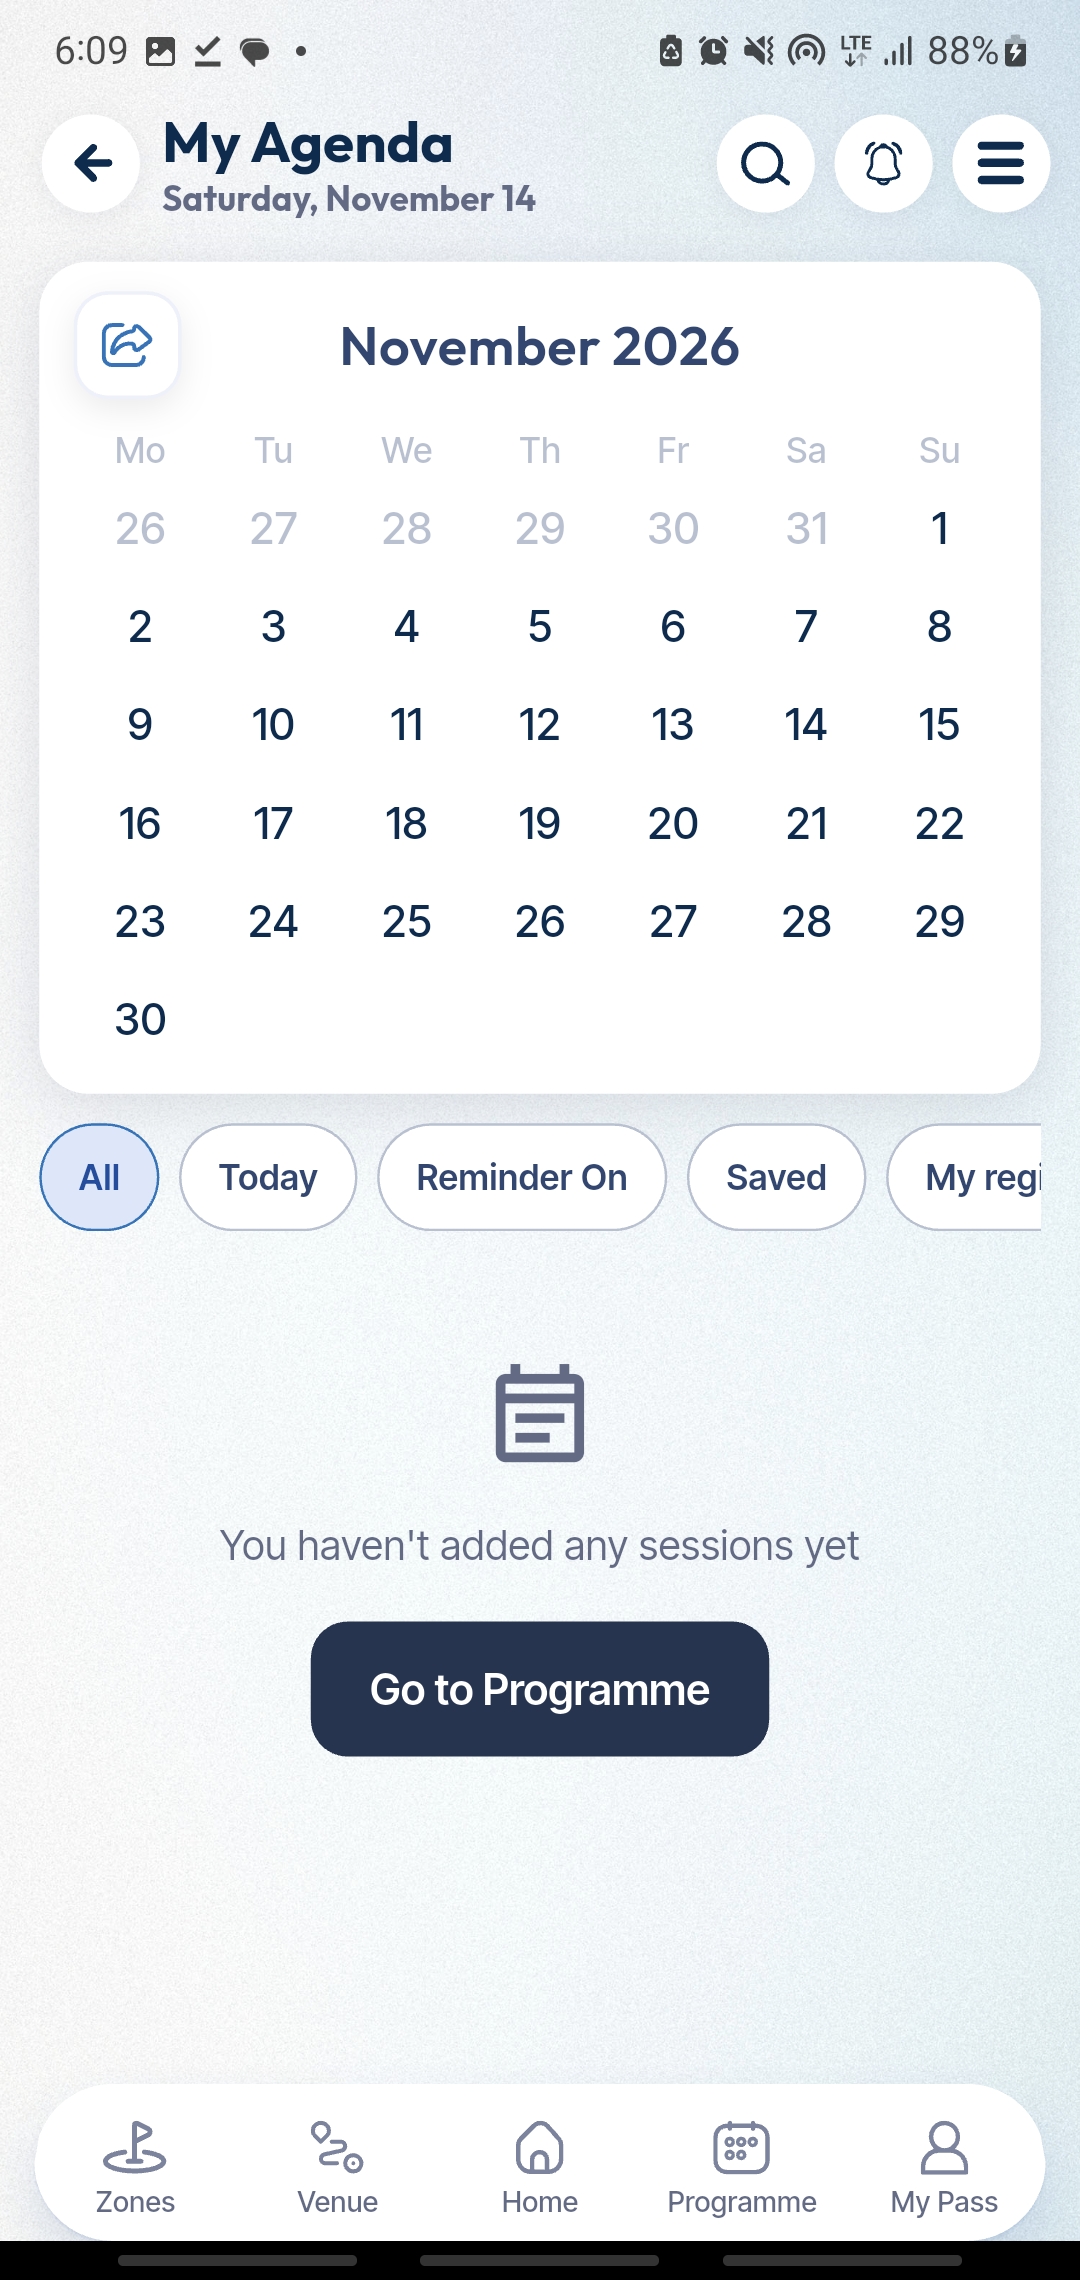 6:09
LTE
88%
My Agenda
Saturday, November 14
November 2026
Mo Tu We Th Fr Sa Su
26 27 28 29 30 31 1
2 3 4 5 6 7 8
9 10 11 12 13 14 15
16 17 18 19 20 21 22
23 24 25 26 27 28 29
30
All Today Reminder On Saved My regi
You haven't added any sessions yet
Go to Programme
Zones Venue Home Programme My Pass